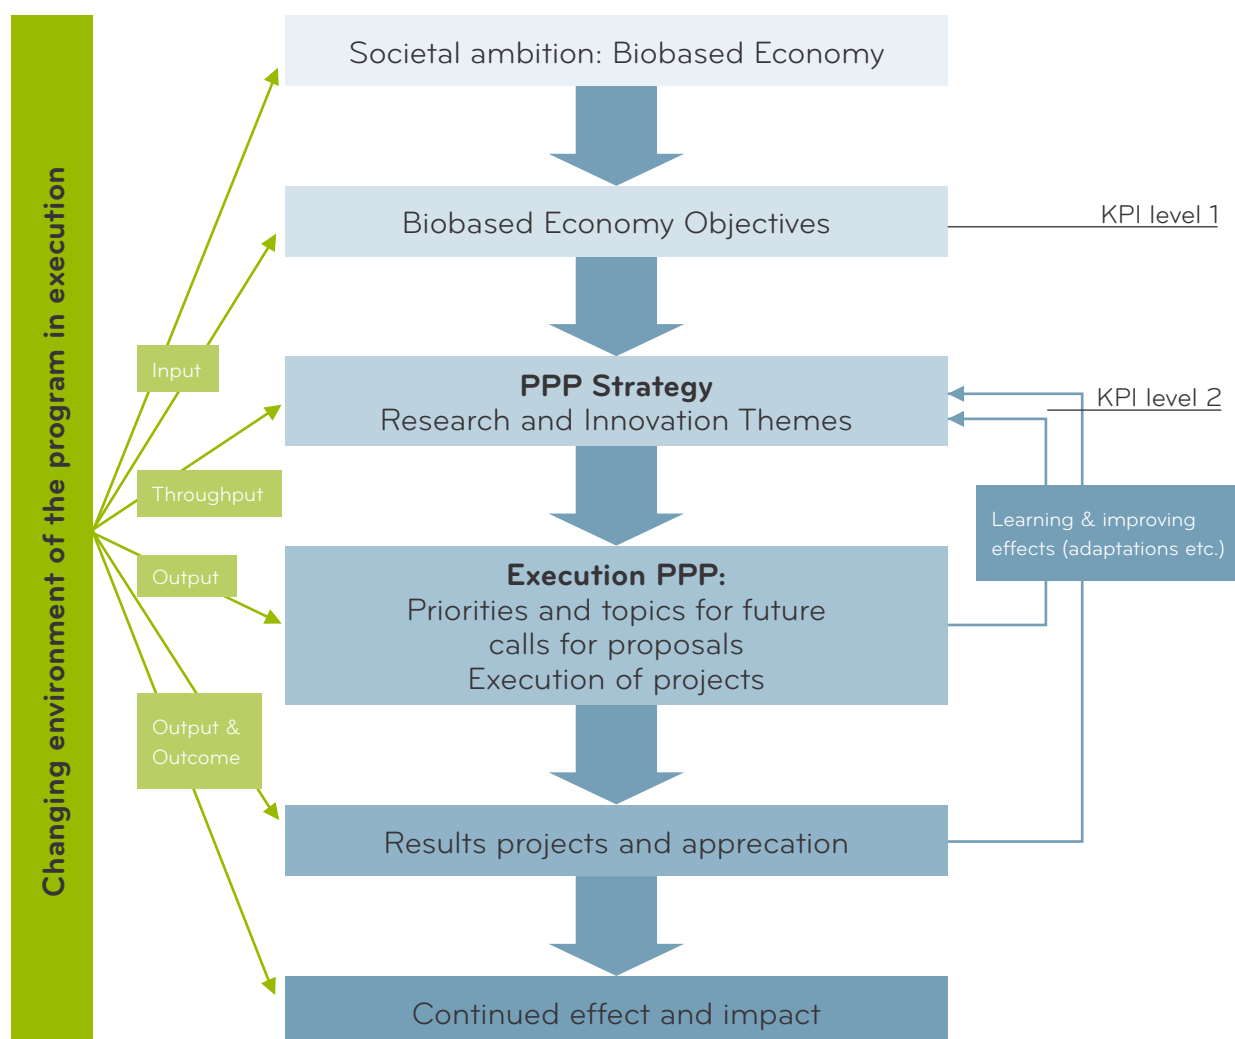 Changing environment of the program in execution
Societal ambition: Biobased Economy
Biobased Economy Objectives
KPI level 1
Input
PPP Strategy
Research and Innovation Themes
KPI level 2
Throughput
Learning & improving
effects (adaptations etc.)
Output
Execution PPP:
Priorities and topics for future
calls for proposals
Execution of projects
Output &
Outcome
Results projects and apprecation
Continued effect and impact